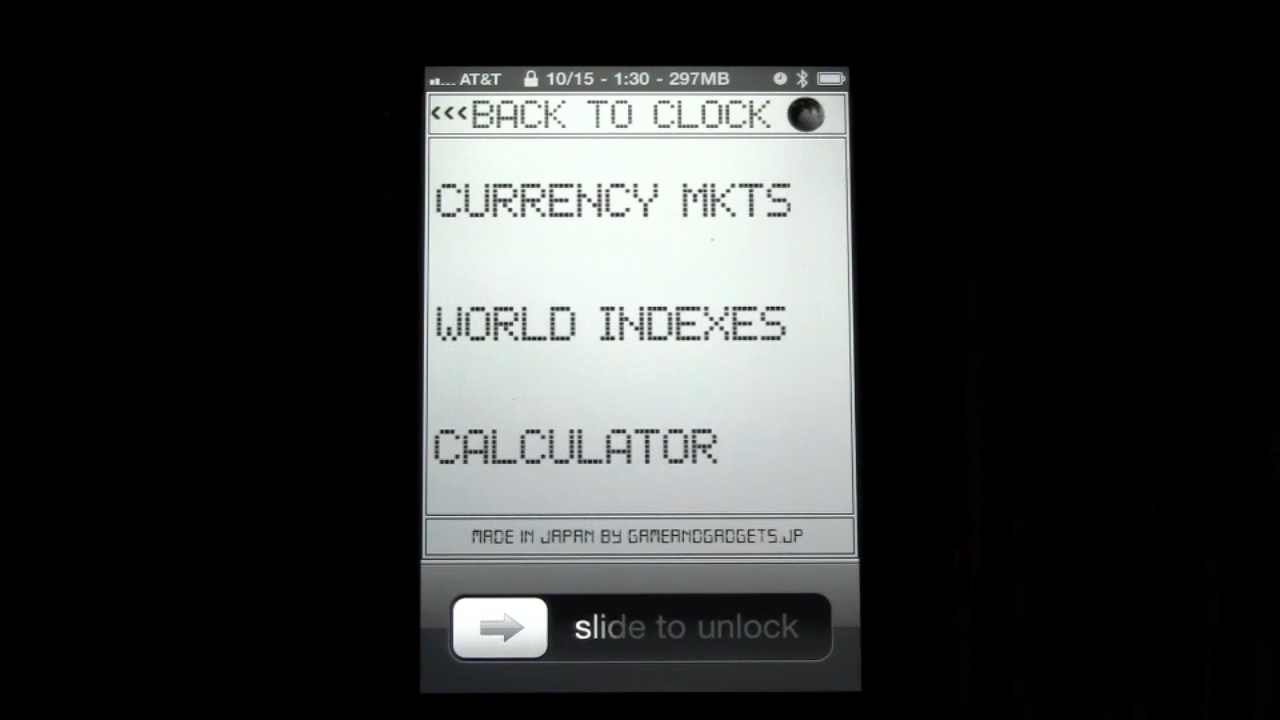 AT&T 10/15 - 1:30 - 297MB
<<<BACK TO CLOCK
CURRENCY MKTS
WORLD INDEXES
CALCULATOR
MADE IN JAPAN BY GAMEANDGADGETS.JP
slide to unlock